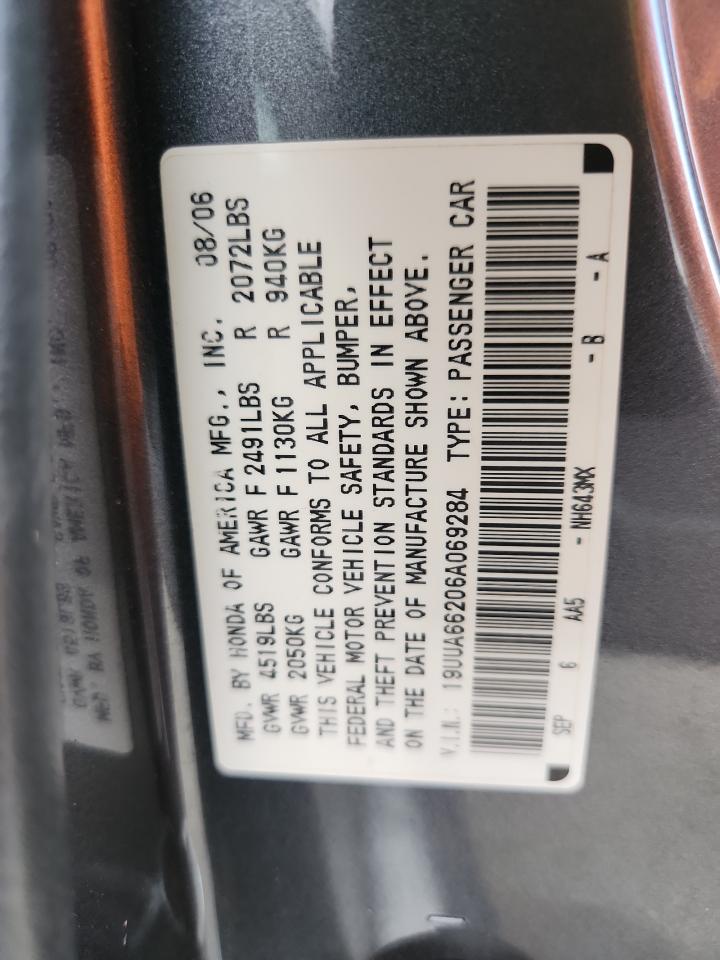 MFD. BY HONDA OF AMERICA MFG., INC. 08/06
GVWR 4519LBS GAWR F 2491LBS R 2072LBS
GVWR 2050KG GAWR F 1130KG R 940KG
THIS VEHICLE CONFORMS TO ALL APPLICABLE
FEDERAL MOTOR VEHICLE SAFETY, BUMPER,
AND THEFT PREVENTION STANDARDS IN EFFECT
ON THE DATE OF MANUFACTURE SHOWN ABOVE.
V.I.N.: 19UUA66206A069284 TYPE: PASSENGER CAR
SEP 6 AA5 - NH643MX - B - A